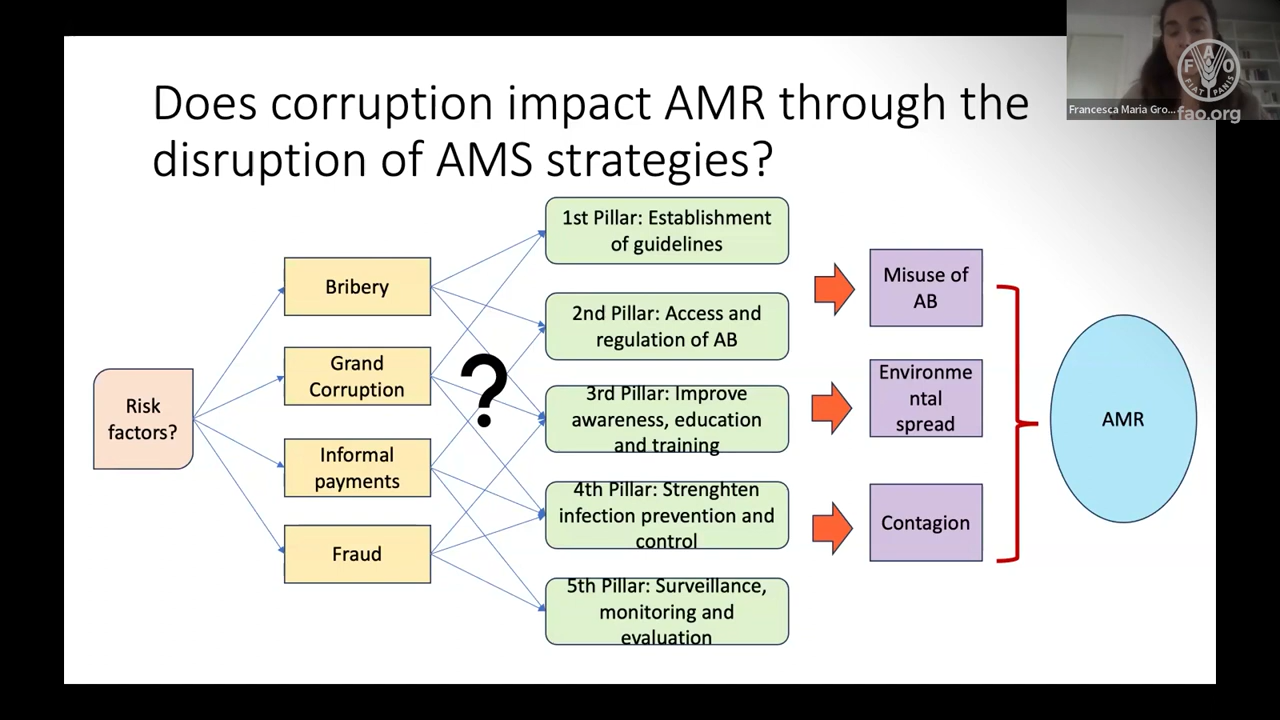 Does corruption impact AMR through the
disruption of AMS strategies?
Risk
factors?
Bribery
Grand
Corruption
Informal
payments
Fraud
?
1st Pillar: Establishment
of guidelines
2nd Pillar: Access and
regulation of AB
3rd Pillar: Improve
awareness, education
and training
4th Pillar: Strenghten
infection prevention and
control
5th Pillar: Surveillance,
monitoring and
evaluation
Misuse of
AB
Environme
ntal
spread
Contagion
AMR
F A O
FIAT PANIS
Francesca Maria Gro...
fao.org